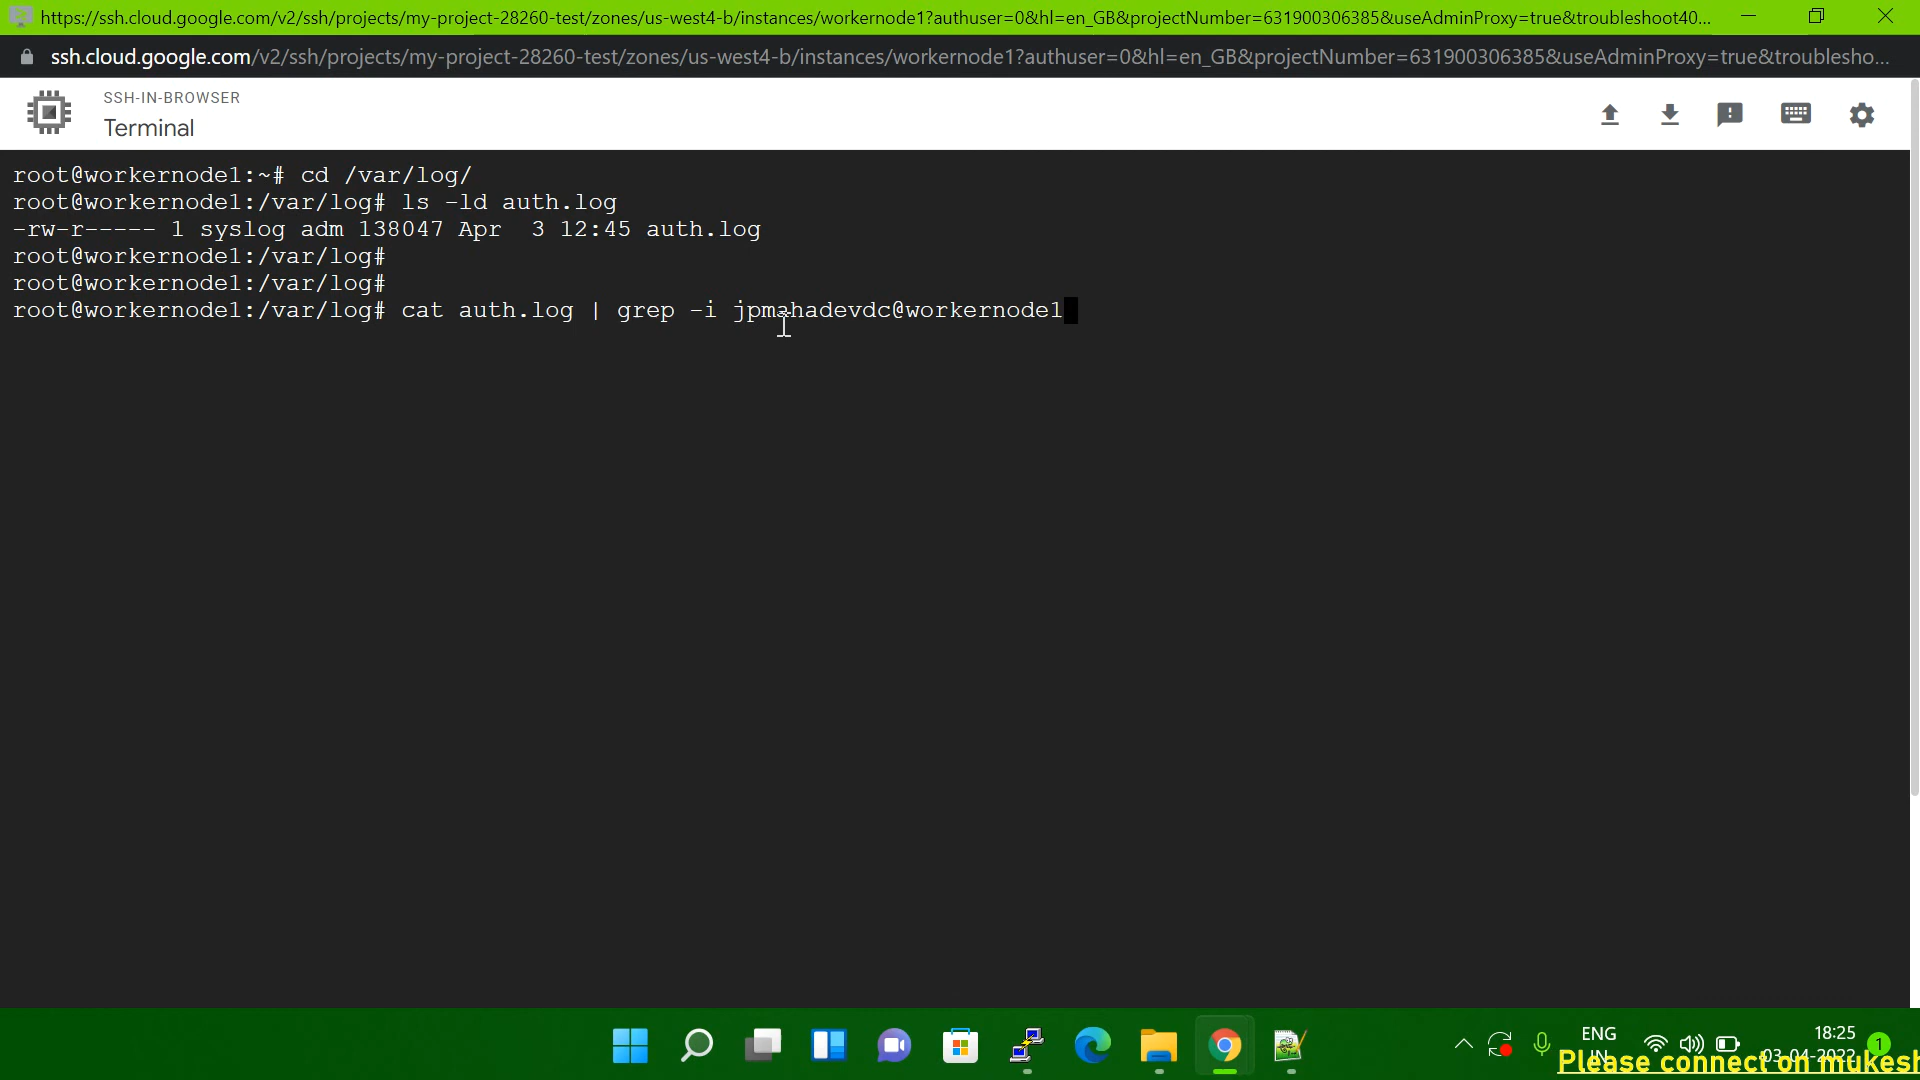 https://ssh.cloud.google.com/v2/ssh/projects/my-project-28260-test/zones/us-west4-b/instances/workernode1?authuser=0&hl=en_GB&projectNumber=631900306385&useAdminProxy=true&troubleshoot40...
ssh.cloud.google.com/v2/ssh/projects/my-project-28260-test/zones/us-west4-b/instances/workernode1?authuser=0&hl=en_GB&projectNumber=631900306385&useAdminProxy=true&troublesho...
SSH-IN-BROWSER
Terminal
root@workernode1:~# cd /var/log/
root@workernode1:/var/log# ls -ld auth.log
-rw-r----- 1 syslog adm 138047 Apr  3 12:45 auth.log
root@workernode1:/var/log#
root@workernode1:/var/log#
root@workernode1:/var/log# cat auth.log | grep -i jpmahadevdc@workernode1
ENG
IN
18:25
03-04-2022
1
Please connect on mukesh